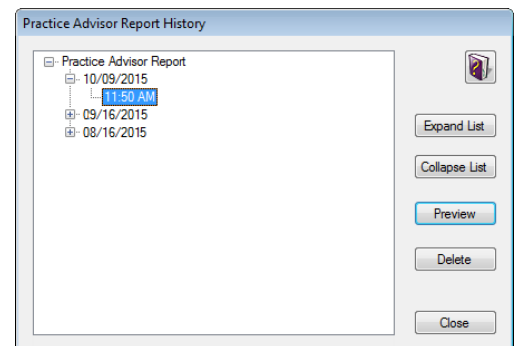 Practice Advisor Report History
Practice Advisor Report
10/09/2015
11:50 AM
09/16/2015
08/16/2015
?
Expand List
Collapse List
Preview
Delete
Close